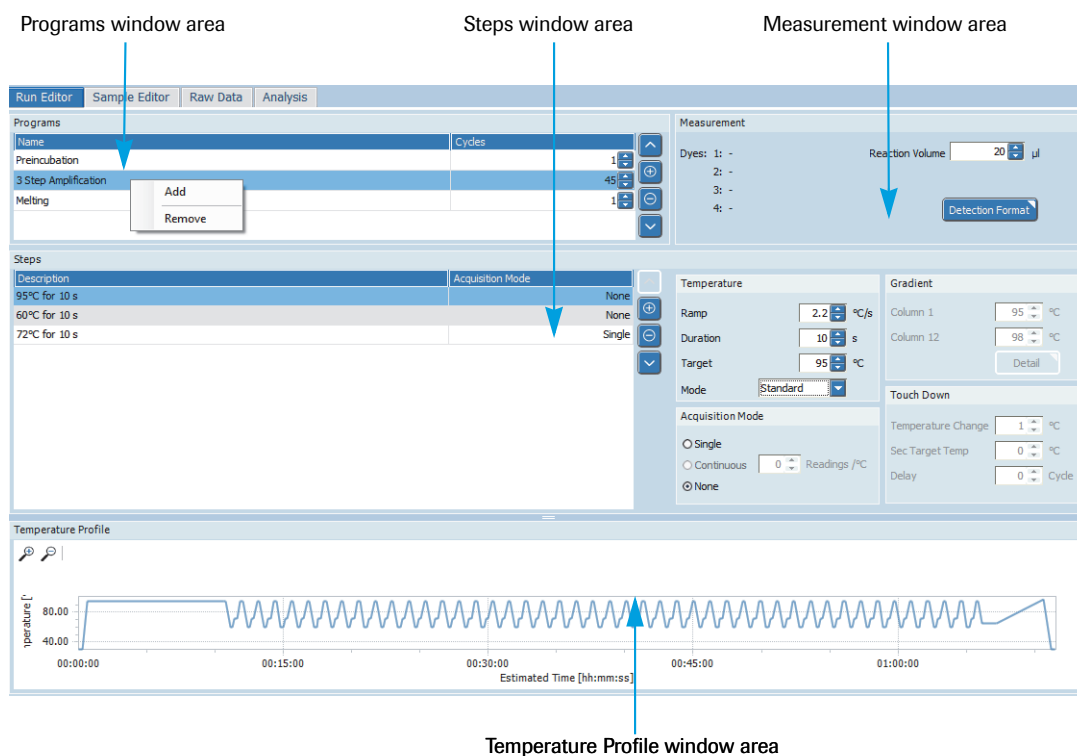 Programs window area Steps window area Measurement window area
Run Editor Sample Editor Raw Data Analysis
Programs
Name Cycles
Preincubation 1
3 Step Amplification 45
Melting 1
Add
Remove
Measurement
Dyes: 1: - Reaction Volume 20 µl
2: -
3: -
4: -
Detection Format
Steps
Description Acquisition Mode
95°C for 10 s None
60°C for 10 s None
72°C for 10 s Single
Temperature
Ramp 2.2 °C/s
Duration 10 s
Target 95 °C
Mode Standard
Acquisition Mode
Single
Continuous 0 Readings /°C
None
Gradient
Column 1 95 °C
Column 12 98 °C
Detail
Touch Down
Temperature Change 1 °C
Sec Target Temp 0 °C
Delay 0 Cycle
Temperature Profile
80.00
40.00
00:00:00 00:15:00 00:30:00 00:45:00 01:00:00
Estimated Time [hh:mm:ss]
Temperature Profile window area